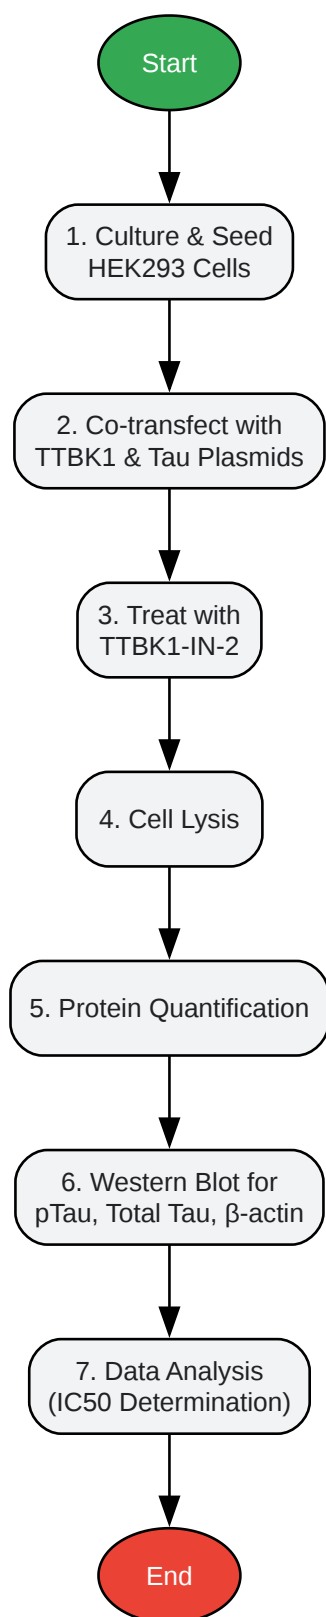 Start
1. Culture & Seed
HEK293 Cells
2. Co-transfect with
TTBK1 & Tau Plasmids
3. Treat with
TTBK1-IN-2
4. Cell Lysis
5. Protein Quantification
6. Western Blot for
pTau, Total Tau, β-actin
7. Data Analysis
(IC50 Determination)
End